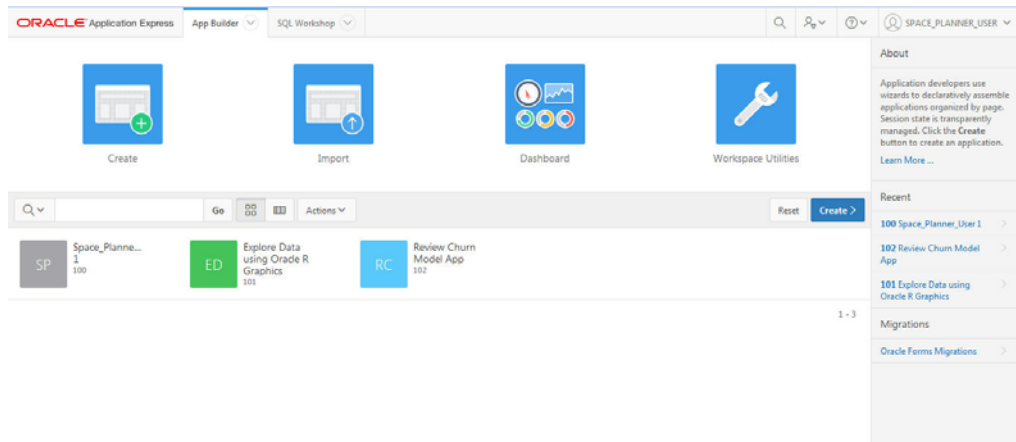 ORACLE Application Express App Builder SQL Workshop SPACE_PLANNER_USER
Create
Import
Dashboard
Workspace Utilities
Go Actions Reset Create >
SP
Space_Planne...
1
100
ED
Explore Data
using Oracle R
Graphics
101
RC
Review Churn
Model App
102
1 - 3
About
Application developers use
wizards to declaratively assemble
applications organized by page.
Session state is transparently
managed. Click the Create
button to create an application.
Learn More ...
Recent
100 Space_Planner_User 1
102 Review Churn Model
App
101 Explore Data using
Oracle R Graphics
Migrations
Oracle Forms Migrations